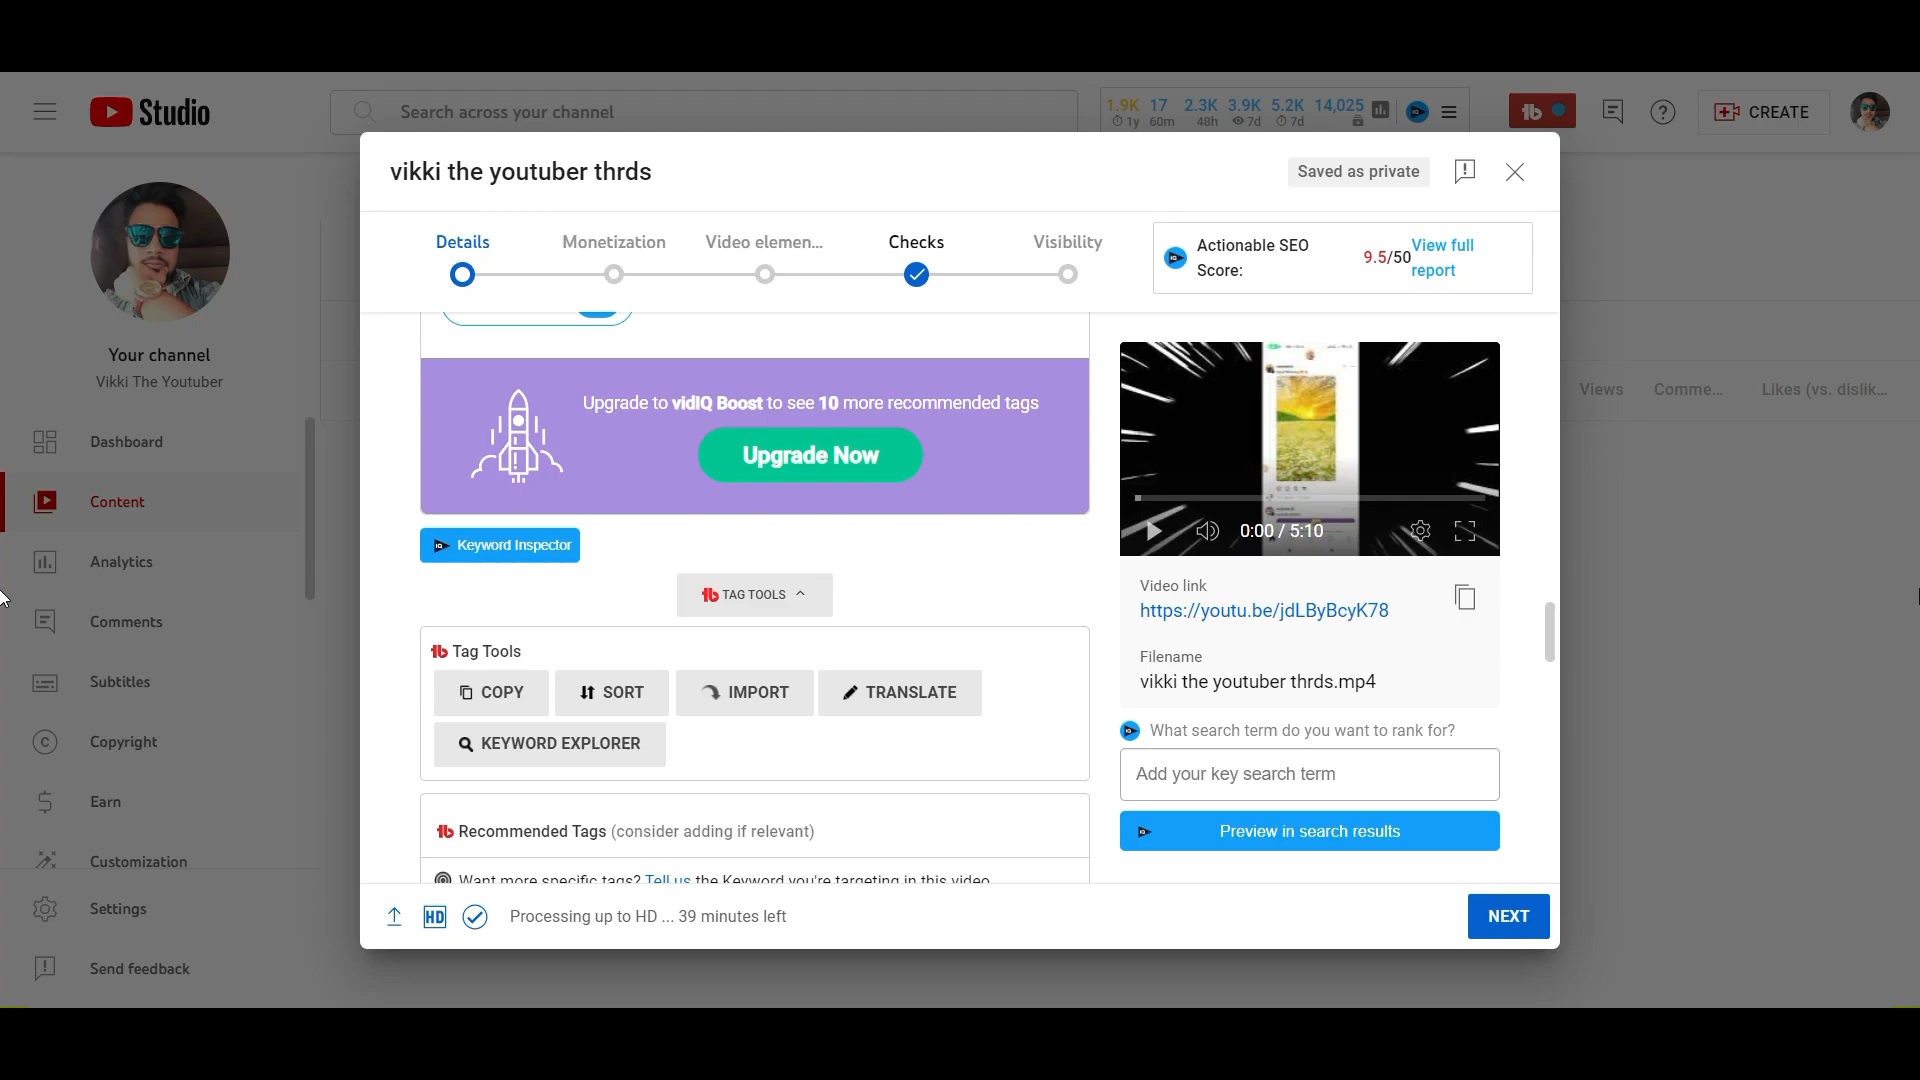 Studio
Search across your channel
1.9K 17 2.3K 3.9K 5.2K 14,025
1y 60m 48h 7d 7d
CREATE
vikki the youtuber thrds
Saved as private
Details
Monetization
Video elemen...
Checks
Visibility
Actionable SEO Score:
9.5/50
View full report
Your channel
Vikki The Youtuber
Dashboard
Content
Analytics
Comments
Subtitles
Copyright
Earn
Customization
Settings
Send feedback
Upgrade to vidIQ Boost to see 10 more recommended tags
Upgrade Now
Keyword Inspector
TAG TOOLS
Tag Tools
COPY
SORT
IMPORT
TRANSLATE
KEYWORD EXPLORER
Recommended Tags (consider adding if relevant)
Want more specific tags? Tell us the Keyword you're targeting in this video
0:00 / 5:10
Video link
https://youtu.be/jdLByBcyK78
Filename
vikki the youtuber thrds.mp4
What search term do you want to rank for?
Add your key search term
Preview in search results
Views
Comme...
Likes (vs. dislik...
HD
Processing up to HD ... 39 minutes left
NEXT